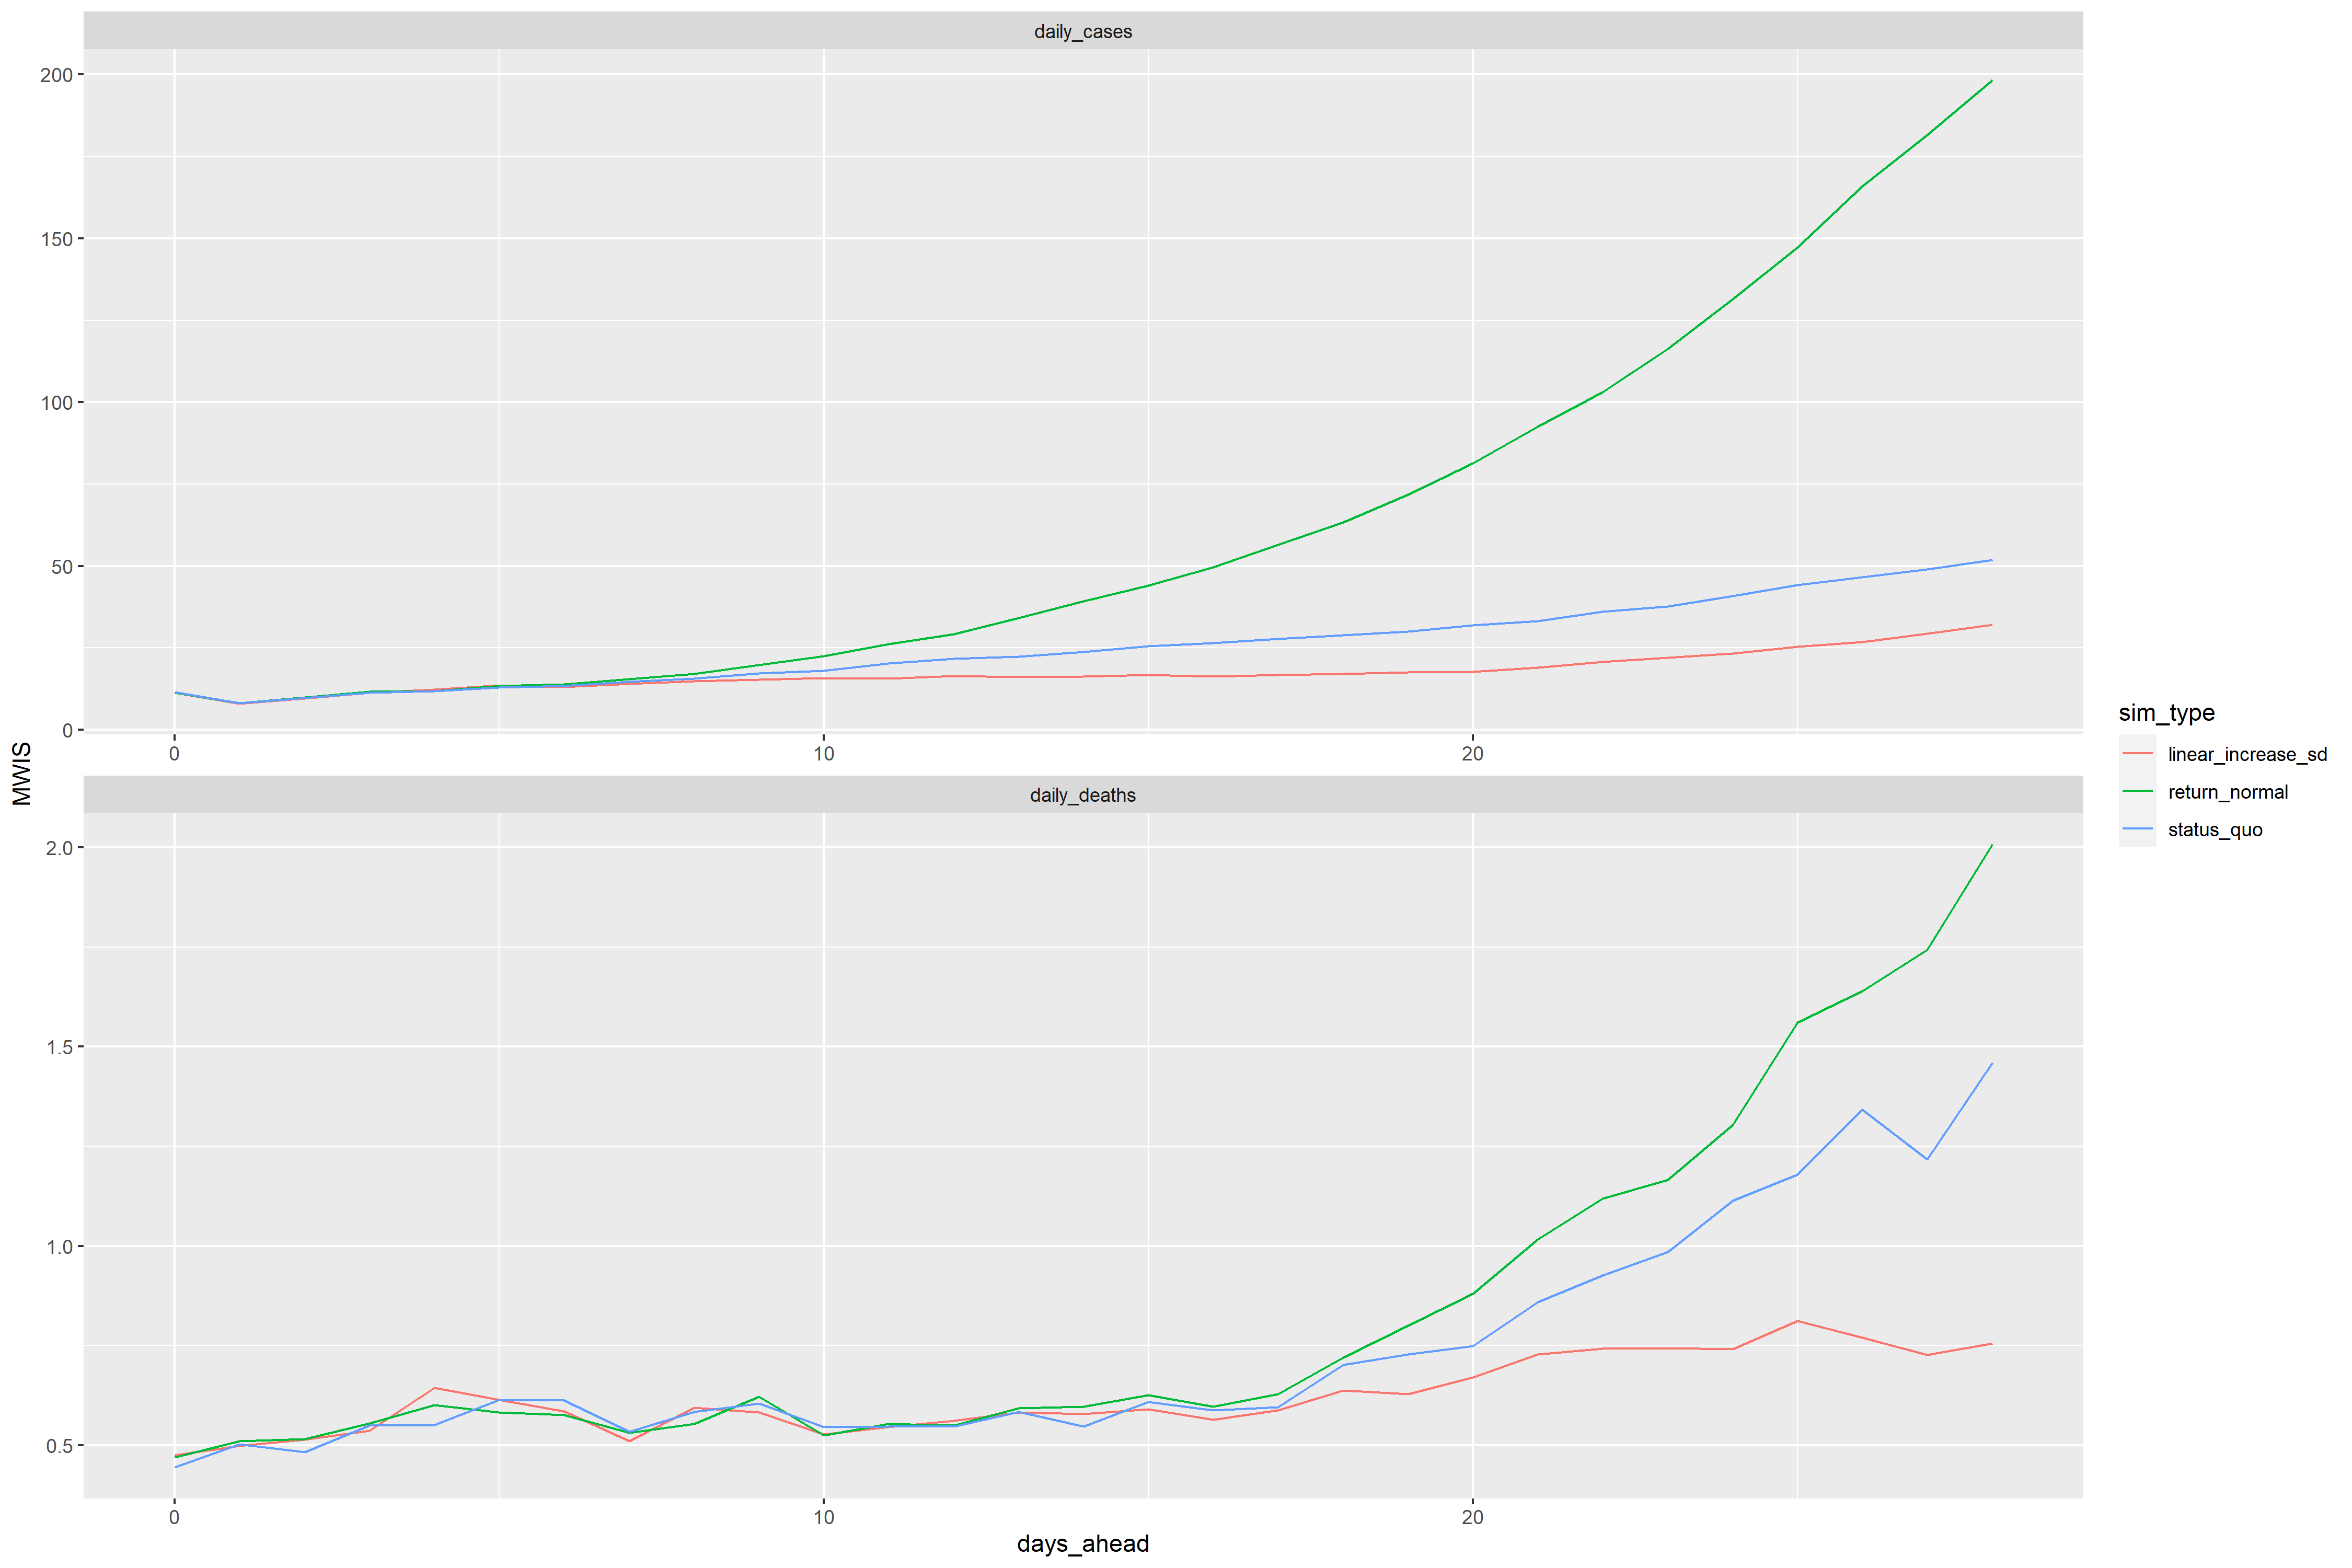 daily_cases
200
150
100
50
0
0 10 20
MWIS
daily_deaths
2.0
1.5
1.0
0.5
0 10 20
days_ahead
sim_type
linear_increase_sd
return_normal
status_quo